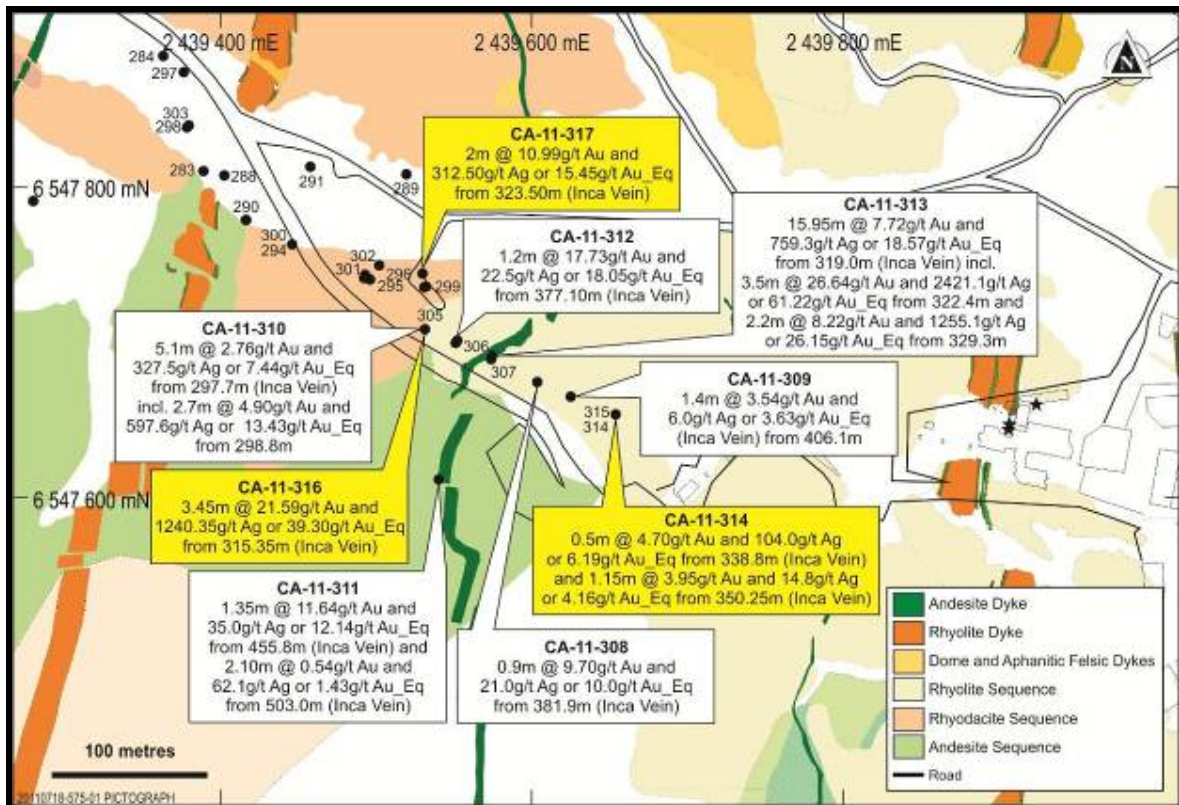 2 439 400 mE
2 439 600 mE
2 439 800 mE
N
284
297
303
298
283
288
291
289
6 547 800 mN
290
300
294
302
301
296
295
299
305
306
307
315
314
CA-11-317
2m @ 10.99g/t Au and
312.50g/t Ag or 15.45g/t Au_Eq
from 323.50m (Inca Vein)
CA-11-312
1.2m @ 17.73g/t Au and
22.5g/t Ag or 18.05g/t Au_Eq
from 377.10m (Inca Vein)
CA-11-313
15.95m @ 7.72g/t Au and
759.3g/t Ag or 18.57g/t Au_Eq
from 319.0m (Inca Vein) incl.
3.5m @ 26.64g/t Au and 2421.1g/t Ag
or 61.22g/t Au_Eq from 322.4m and
2.2m @ 8.22g/t Au and 1255.1g/t Ag
or 26.15g/t Au_Eq from 329.3m
CA-11-310
5.1m @ 2.76g/t Au and
327.5g/t Ag or 7.44g/t Au_Eq
from 297.7m (Inca Vein)
incl. 2.7m @ 4.90g/t Au and
597.6g/t Ag or 13.43g/t Au_Eq
from 298.8m
CA-11-309
1.4m @ 3.54g/t Au and
6.0g/t Ag or 3.63g/t Au_Eq
(Inca Vein) from 406.1m
6 547 600 mN
CA-11-316
3.45m @ 21.59g/t Au and
1240.35g/t Ag or 39.30g/t Au_Eq
from 315.35m (Inca Vein)
CA-11-314
0.5m @ 4.70g/t Au and 104.0g/t Ag
or 6.19g/t Au_Eq from 338.8m (Inca Vein)
and 1.15m @ 3.95g/t Au and 14.8g/t Ag
or 4.16g/t Au_Eq from 350.25m (Inca Vein)
CA-11-311
1.35m @ 11.64g/t Au and
35.0g/t Ag or 12.14g/t Au_Eq
from 455.8m (Inca Vein) and
2.10m @ 0.54g/t Au and
62.1g/t Ag or 1.43g/t Au_Eq
from 503.0m (Inca Vein)
CA-11-308
0.9m @ 9.70g/t Au and
21.0g/t Ag or 10.0g/t Au_Eq
from 381.9m (Inca Vein)
Andesite Dyke
Rhyolite Dyke
Dome and Aphanitic Felsic Dykes
Rhyolite Sequence
Rhyodacite Sequence
Andesite Sequence
Road
100 metres
20110718-575-01 PICTOGRAPH